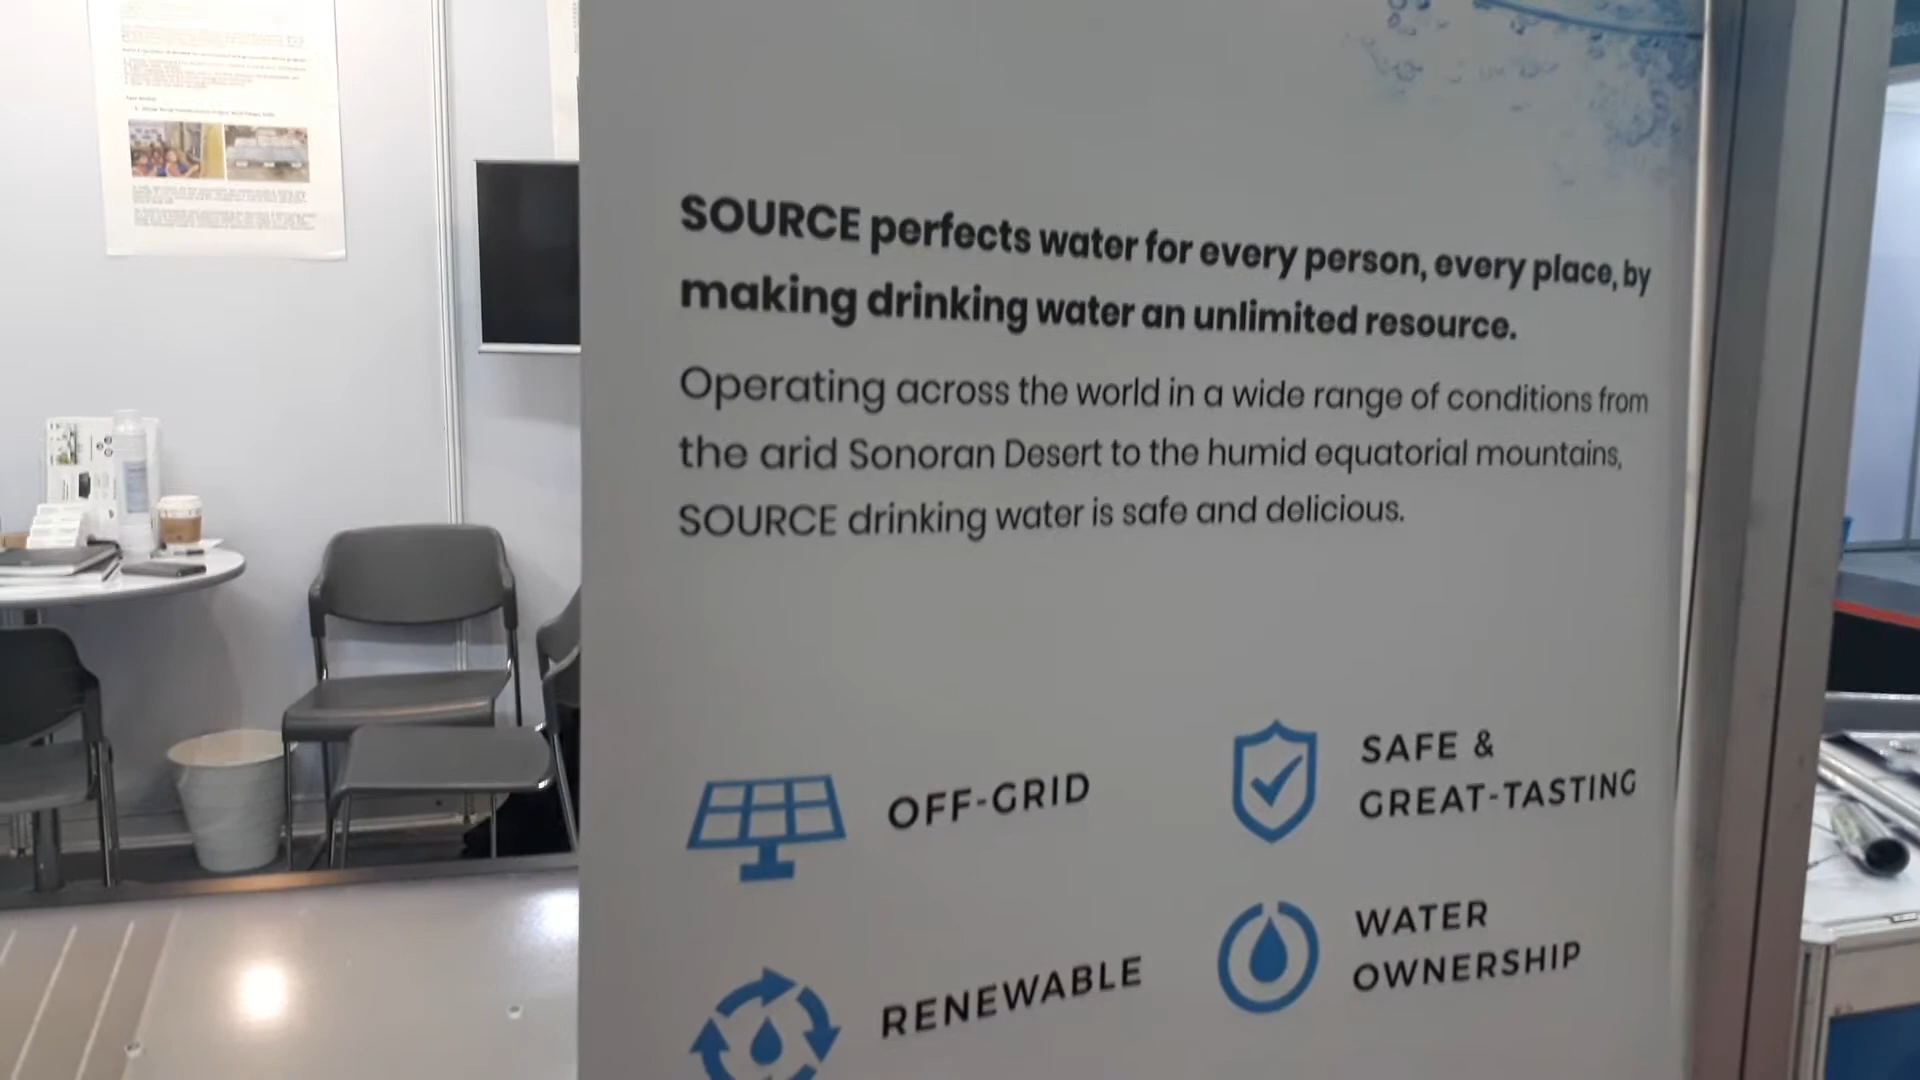 SOURCE perfects water for every person, every place, by
making drinking water an unlimited resource.
Operating across the world in a wide range of conditions from
the arid Sonoran Desert to the humid equatorial mountains,
SOURCE drinking water is safe and delicious.
OFF-GRID
SAFE &
GREAT-TASTING
RENEWABLE
WATER
OWNERSHIP